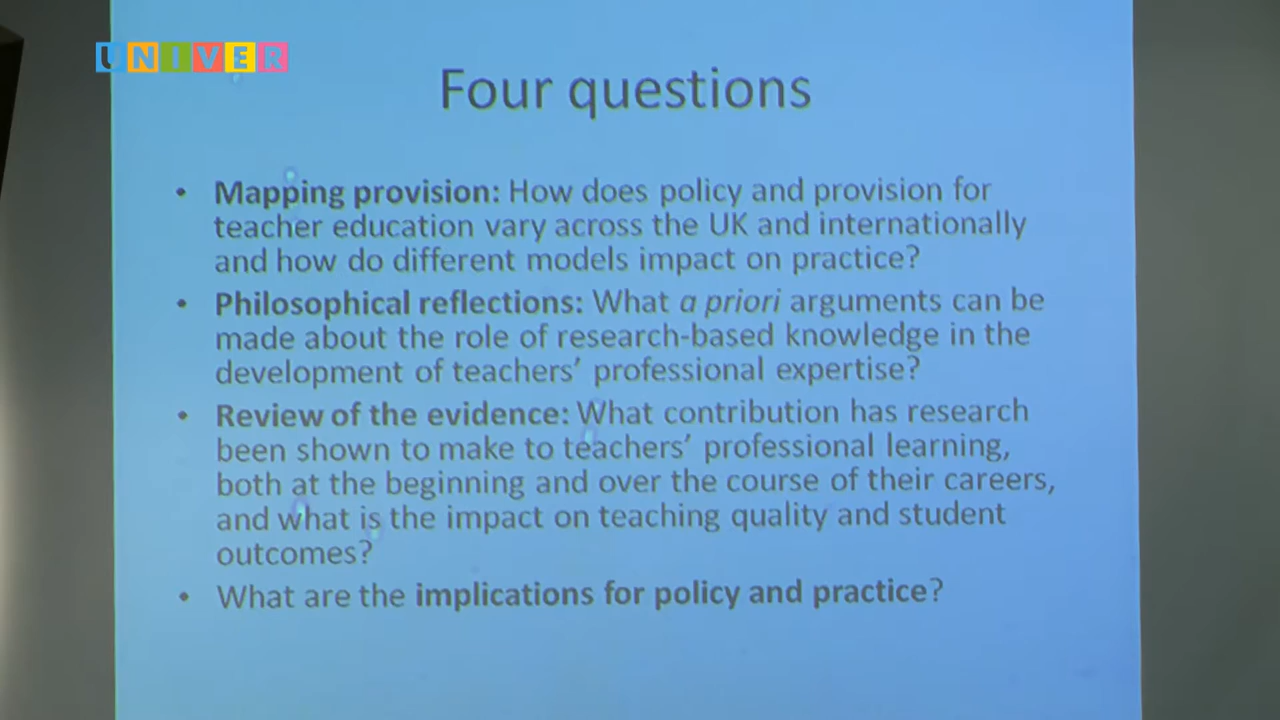 UNIVER
Four questions
• Mapping provision: How does policy and provision for
teacher education vary across the UK and internationally
and how do different models impact on practice?
• Philosophical reflections: What a priori arguments can be
made about the role of research-based knowledge in the
development of teachers’ professional expertise?
• Review of the evidence: What contribution has research
been shown to make to teachers’ professional learning,
both at the beginning and over the course of their careers,
and what is the impact on teaching quality and student
outcomes?
• What are the implications for policy and practice?